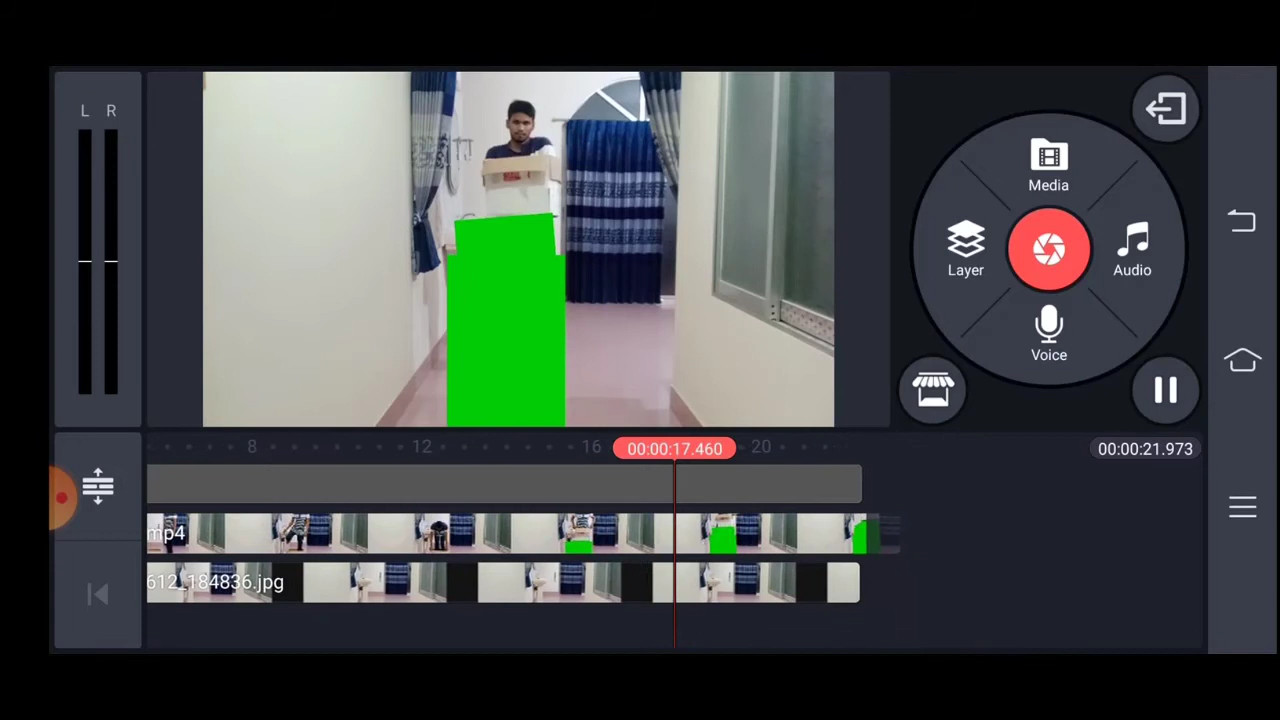 L R
Media
Layer
Audio
Voice
8 12 16 00:00:17.460 20
00:00:21.973
mp4
612_184836.jpg